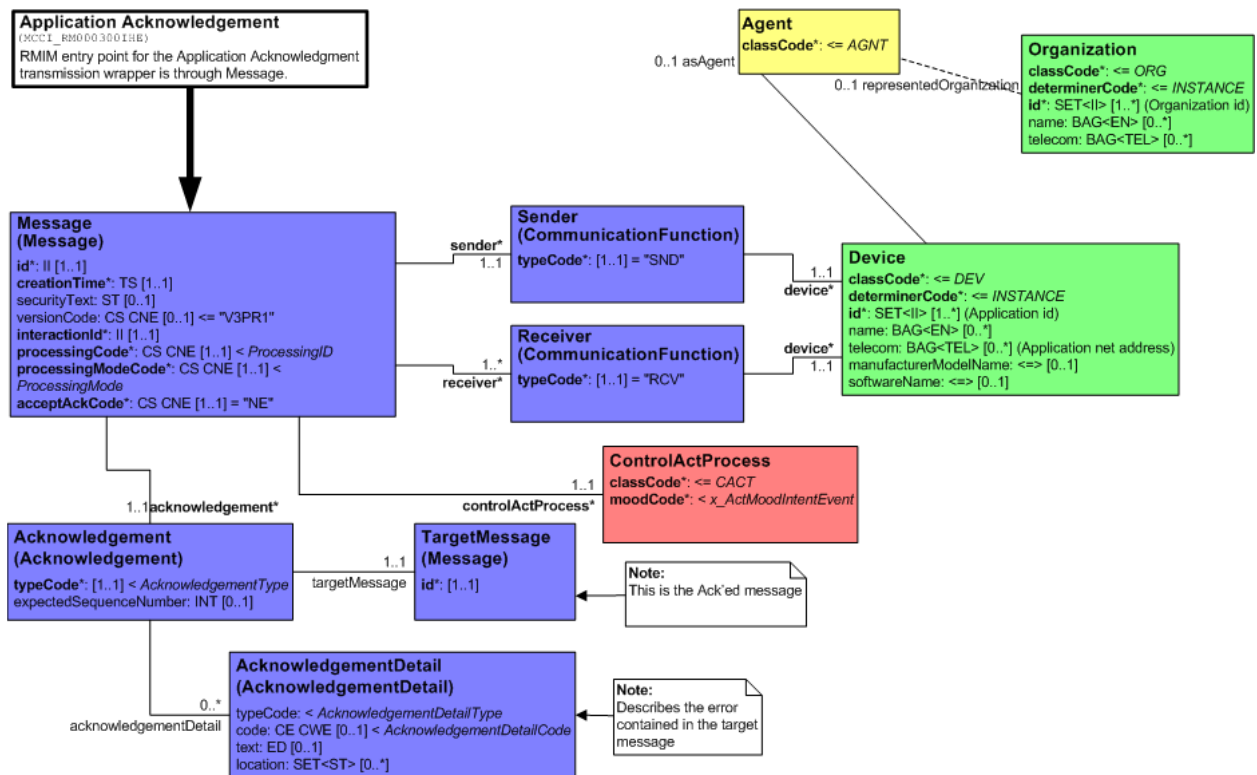 Application Acknowledgement
(MCCI_RM000300IHE)
RMIM entry point for the Application Acknowledgment
transmission wrapper is through Message.
Agent
classCode*: <= AGNT
0..1 asAgent
0..1 representedOrganization
Organization
classCode*: <= ORG
determinerCode*: <= INSTANCE
id*: SET<II> [1..*] (Organization id)
name: BAG<EN> [0..*]
telecom: BAG<TEL> [0..*]
Message
(Message)
id*: II [1..1]
creationTime*: TS [1..1]
securityText: ST [0..1]
versionCode: CS CNE [0..1] <= "V3PR1"
interactionId*: II [1..1]
processingCode*: CS CNE [1..1] < ProcessingID
processingModeCode*: CS CNE [1..1] <
ProcessingMode
acceptAckCode*: CS CNE [1..1] = "NE"
sender*
1..1
Sender
(CommunicationFunction)
typeCode*: [1..1] = "SND"
1..1
device*
1..*
receiver*
Receiver
(CommunicationFunction)
typeCode*: [1..1] = "RCV"
device*
1..1
Device
classCode*: <= DEV
determinerCode*: <= INSTANCE
id*: SET<II> [1..*] (Application id)
name: BAG<EN> [0..*]
telecom: BAG<TEL> [0..*] (Application net address)
manufacturerModelName: <=> [0..1]
softwareName: <=> [0..1]
1..1
controlActProcess*
ControlActProcess
classCode*: <= CACT
moodCode*: < x_ActMoodIntentEvent
1..1 acknowledgement*
Acknowledgement
(Acknowledgement)
typeCode*: [1..1] < AcknowledgementType
expectedSequenceNumber: INT [0..1]
1..1
targetMessage
TargetMessage
(Message)
id*: [1..1]
Note:
This is the Ack'ed message
0..*
acknowledgementDetail
AcknowledgementDetail
(AcknowledgementDetail)
typeCode: < AcknowledgementDetailType
code: CE CWE [0..1] < AcknowledgementDetailCode
text: ED [0..1]
location: SET<ST> [0..*]
Note:
Describes the error
contained in the target
message